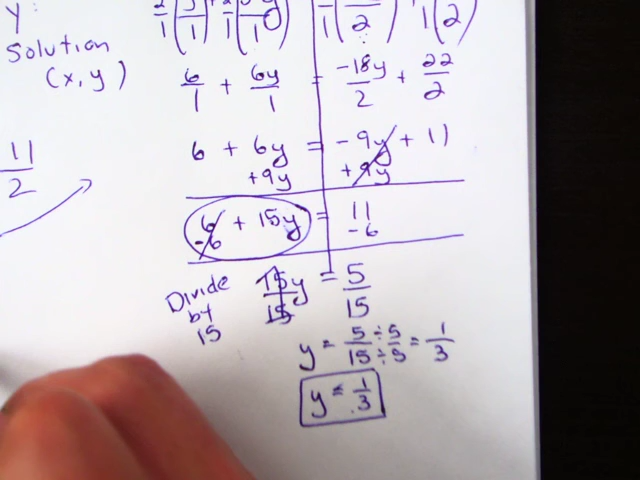 y:
Solution
(x, y)
11/2
6/1 + 6y/1 = -18y/2 + 22/2
6 + 6y = -9y + 11
+9y +9y
6 + 15y = 11
-6 -6
Divide by 15
15y/15 = 5/15
y = 5/15 ÷5/÷5 = 1/3
y = 1/3